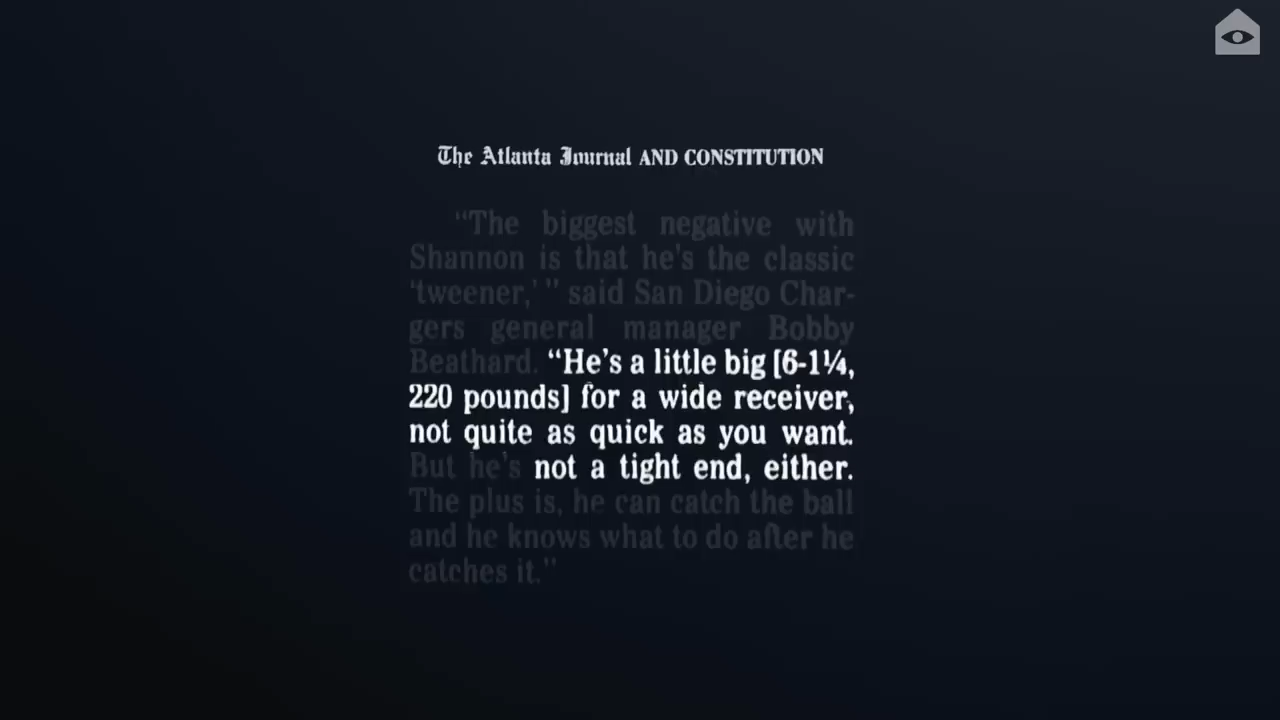 The Atlanta Journal AND CONSTITUTION
“The biggest negative with
Shannon is that he's the classic
'tweener,' ” said San Diego Char-
gers general manager Bobby
Beathard. “He's a little big [6-1¼,
220 pounds] for a wide receiver,
not quite as quick as you want.
But he's not a tight end, either.
The plus is, he can catch the ball
and he knows what to do after he
catches it.”